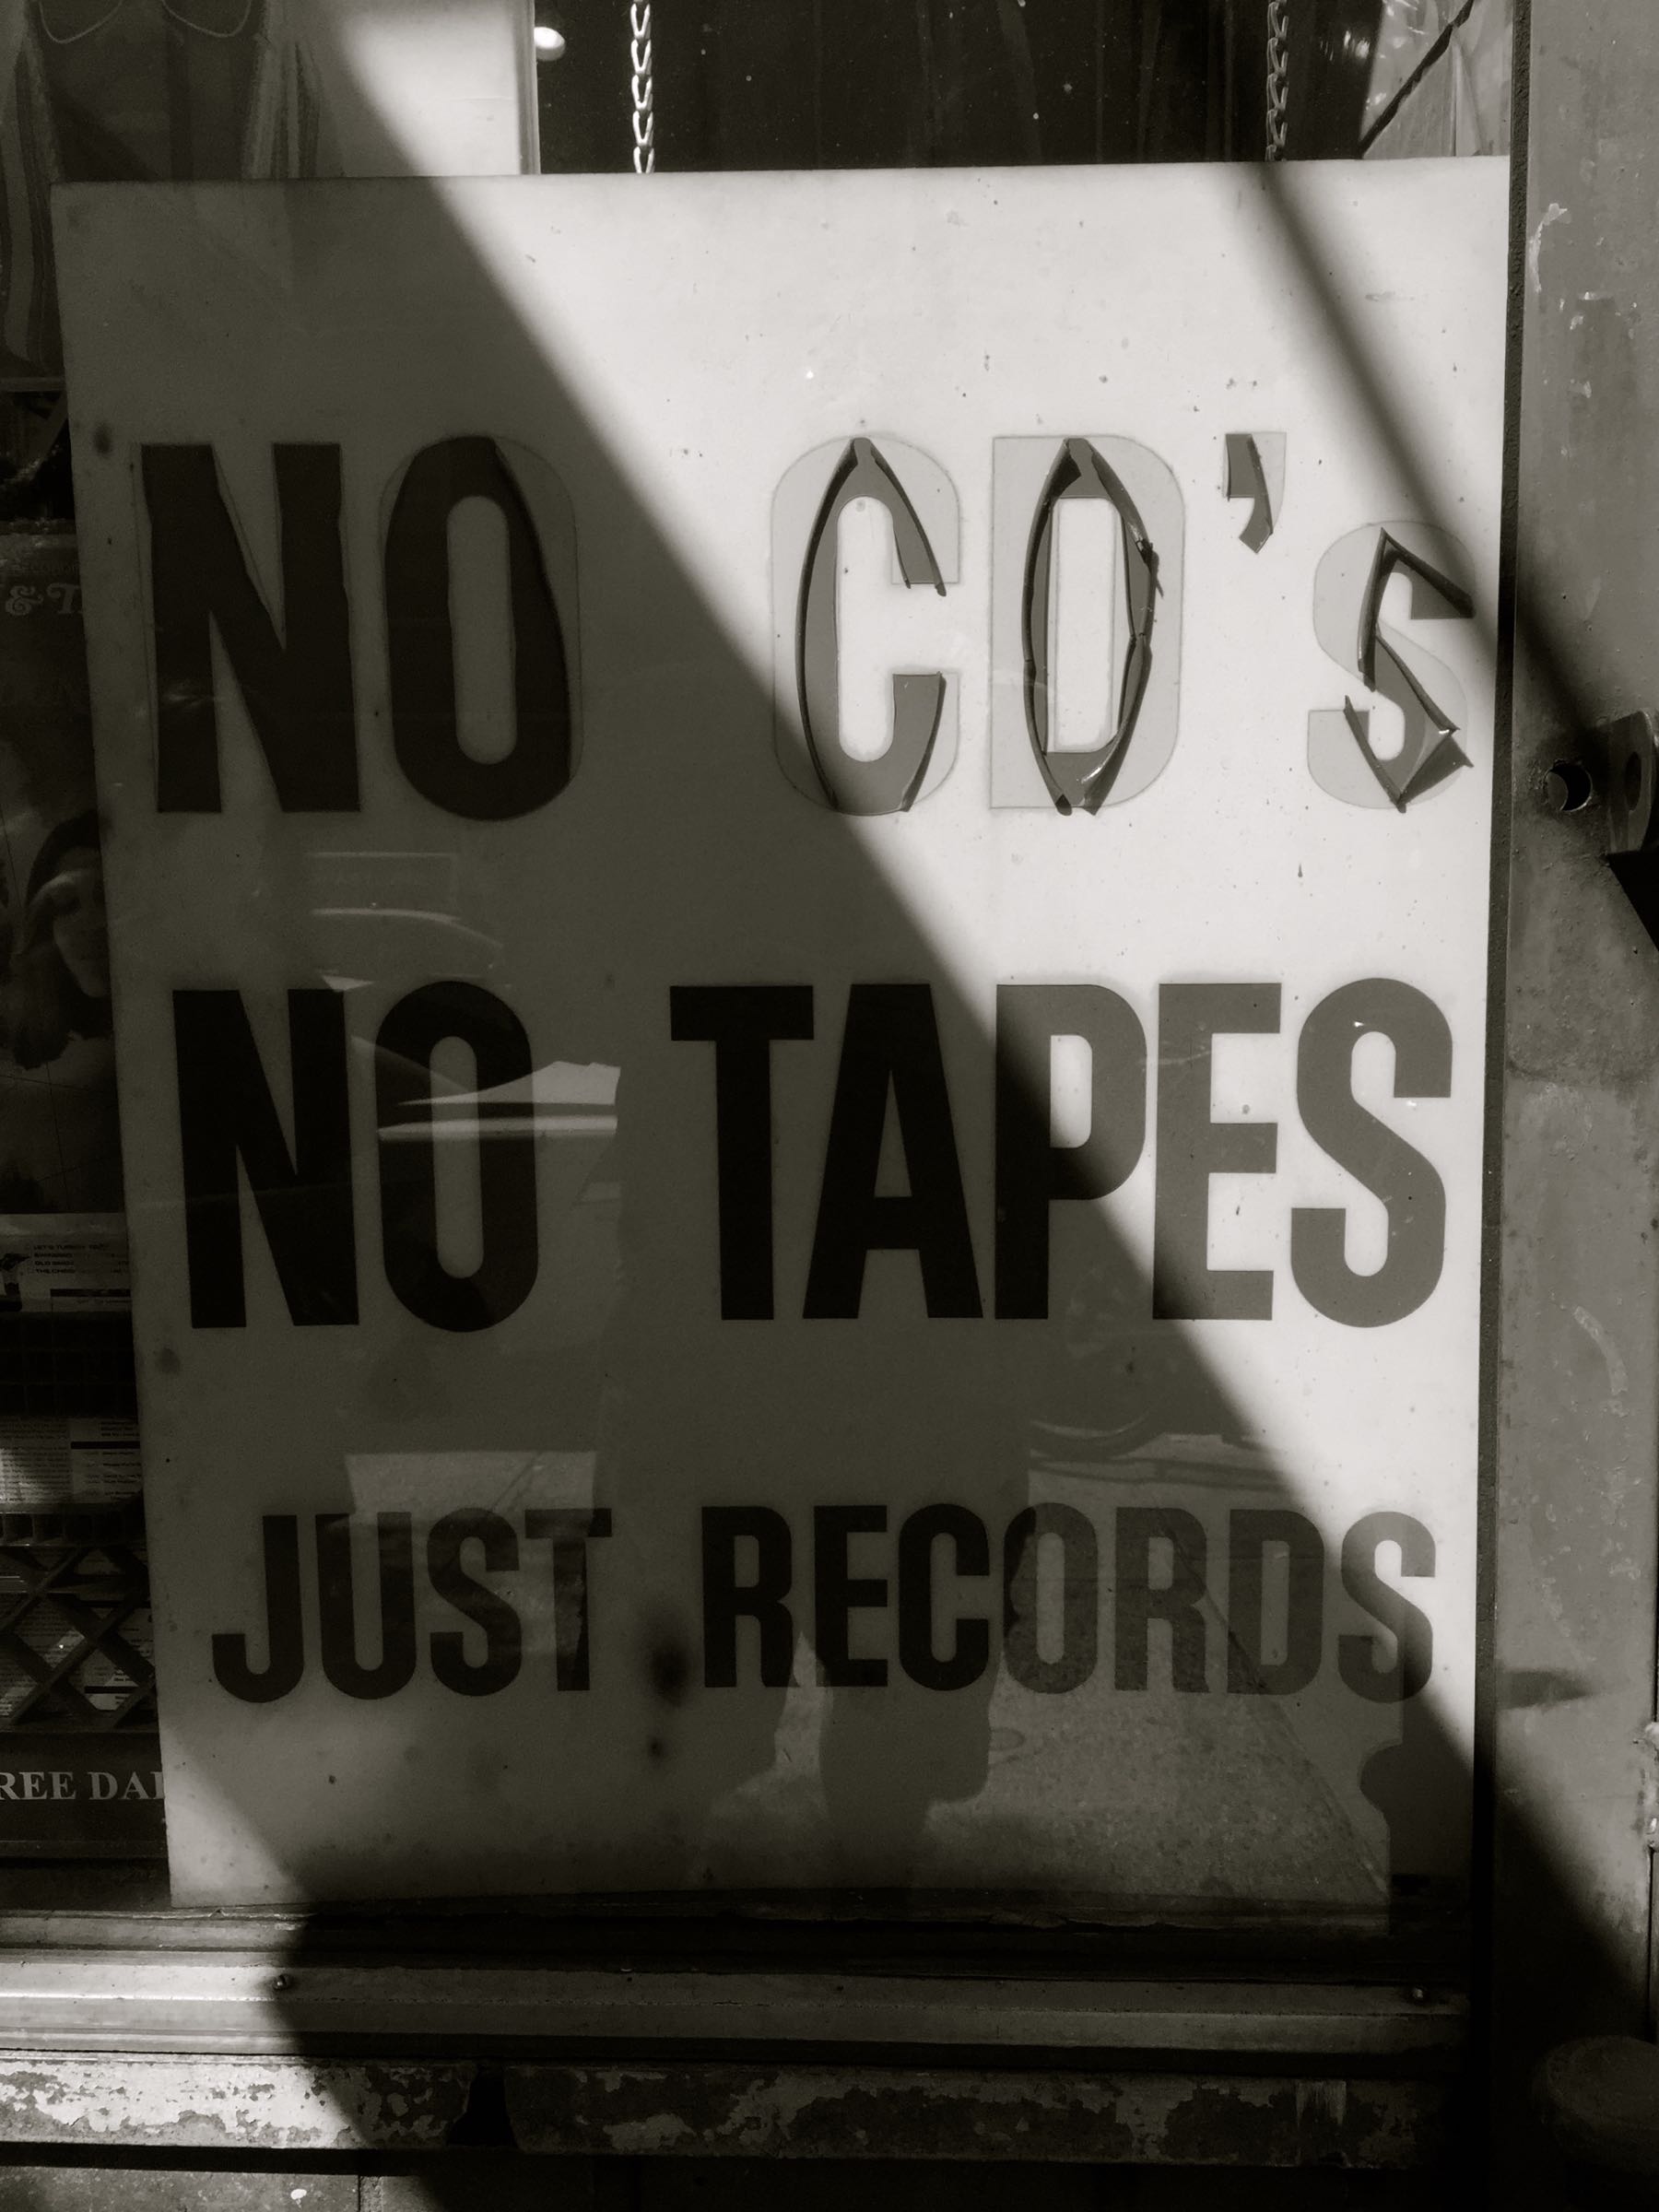 NO CD's
NO TAPES
JUST RECORDS